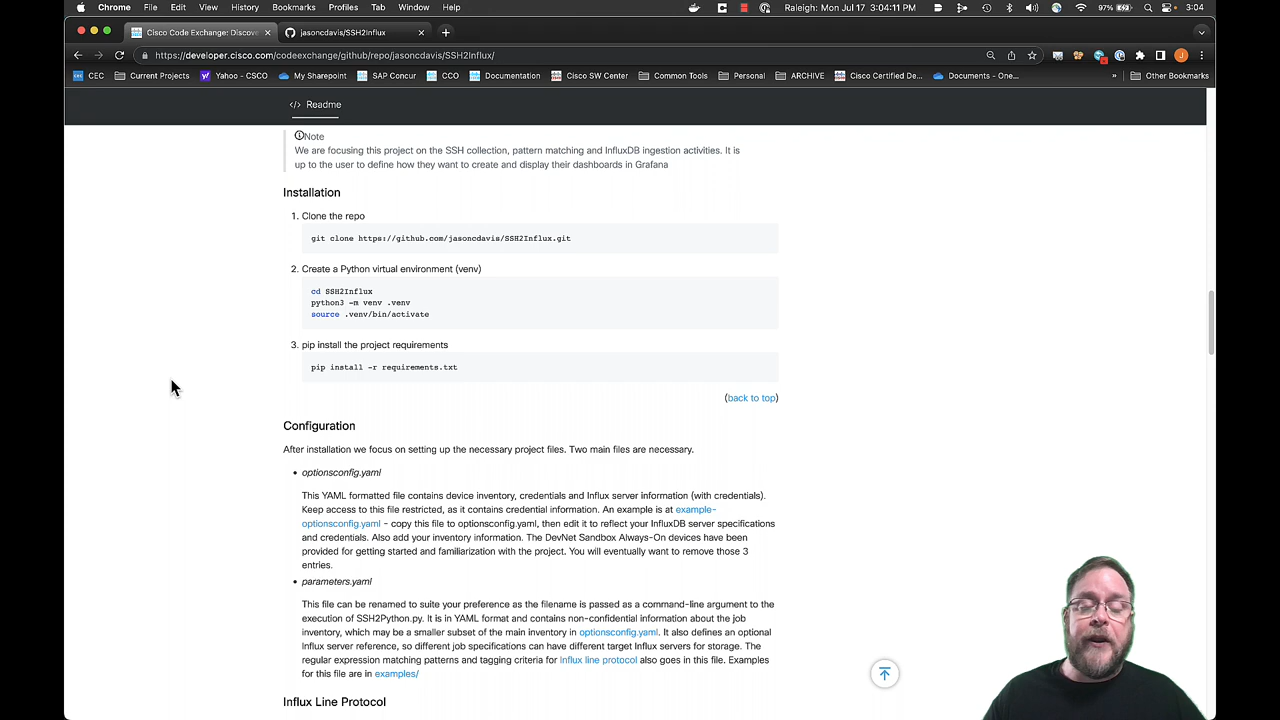 Chrome File Edit View History Bookmarks Profiles Tab Window Help Raleigh: Mon Jul 17 3:04:11 PM 97% 3:04
Cisco Code Exchange: Discove
jasoncdavis/SSH2Influx
https://developer.cisco.com/codeexchange/github/repo/jasoncdavis/SSH2Influx/
CEC Current Projects Yahoo - CSCO My Sharepoint SAP Concur CCO Documentation Cisco SW Center Common Tools Personal ARCHIVE Cisco Certified De... Documents - One... » Other Bookmarks
</> Readme
Note
We are focusing this project on the SSH collection, pattern matching and InfluxDB ingestion activities. It is
up to the user to define how they want to create and display their dashboards in Grafana
Installation
1. Clone the repo
git clone https://github.com/jasoncdavis/SSH2Influx.git
2. Create a Python virtual environment (venv)
cd SSH2Influx
python3 -m venv .venv
source .venv/bin/activate
3. pip install the project requirements
pip install -r requirements.txt
(back to top)
Configuration
After installation we focus on setting up the necessary project files. Two main files are necessary.
• optionsconfig.yaml
This YAML formatted file contains device inventory, credentials and Influx server information (with credentials).
Keep access to this file restricted, as it contains credential information. An example is at example-
optionsconfig.yaml - copy this file to optionsconfig.yaml, then edit it to reflect your InfluxDB server specifications
and credentials. Also add your inventory information. The DevNet Sandbox Always-On devices have been
provided for getting started and familiarization with the project. You will eventually want to remove those 3
entries.
• parameters.yaml
This file can be renamed to suite your preference as the filename is passed as a command-line argument to the
execution of SSH2Python.py. It is in YAML format and contains non-confidential information about the job
inventory, which may be a smaller subset of the main inventory in optionsconfig.yaml. It also defines an optional
Influx server reference, so different job specifications can have different target Influx servers for storage. The
regular expression matching patterns and tagging criteria for Influx line protocol also goes in this file. Examples
for this file are in examples/
Influx Line Protocol